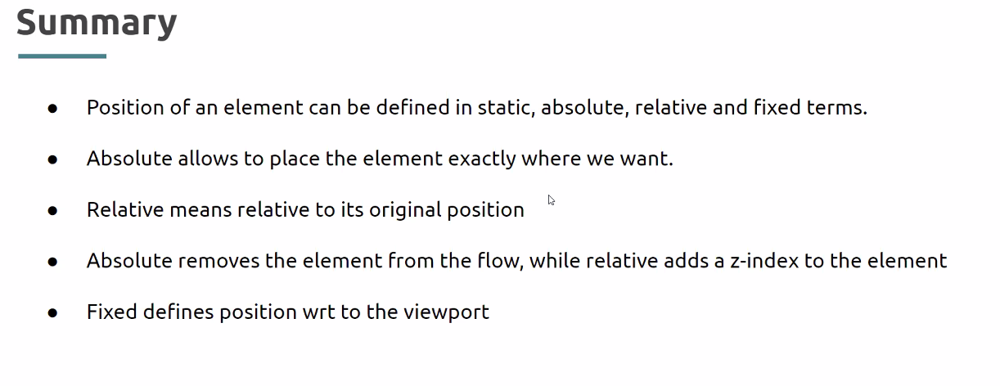 Summary
● Position of an element can be defined in static, absolute, relative and fixed terms.
● Absolute allows to place the element exactly where we want.
● Relative means relative to its original position
● Absolute removes the element from the flow, while relative adds a z-index to the element
● Fixed defines position wrt to the viewport